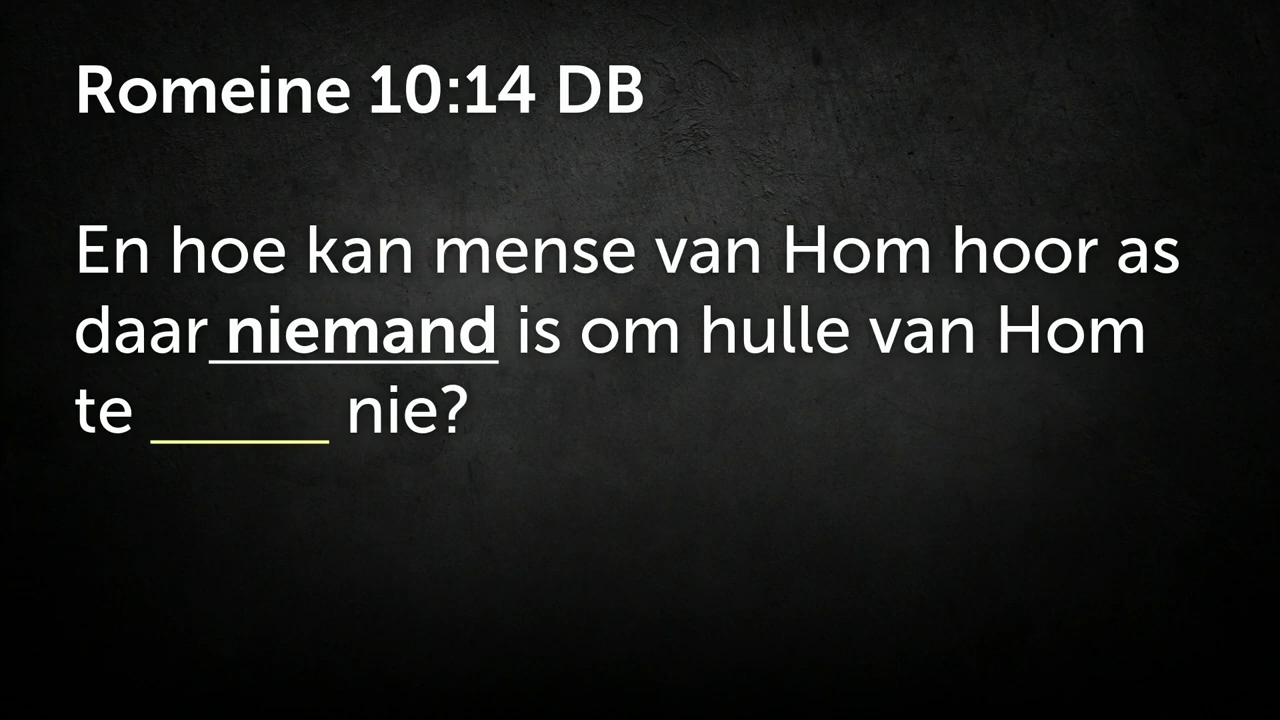 Romeine 10:14 DB
En hoe kan mense van Hom hoor as
daar niemand is om hulle van Hom
te ______ nie?